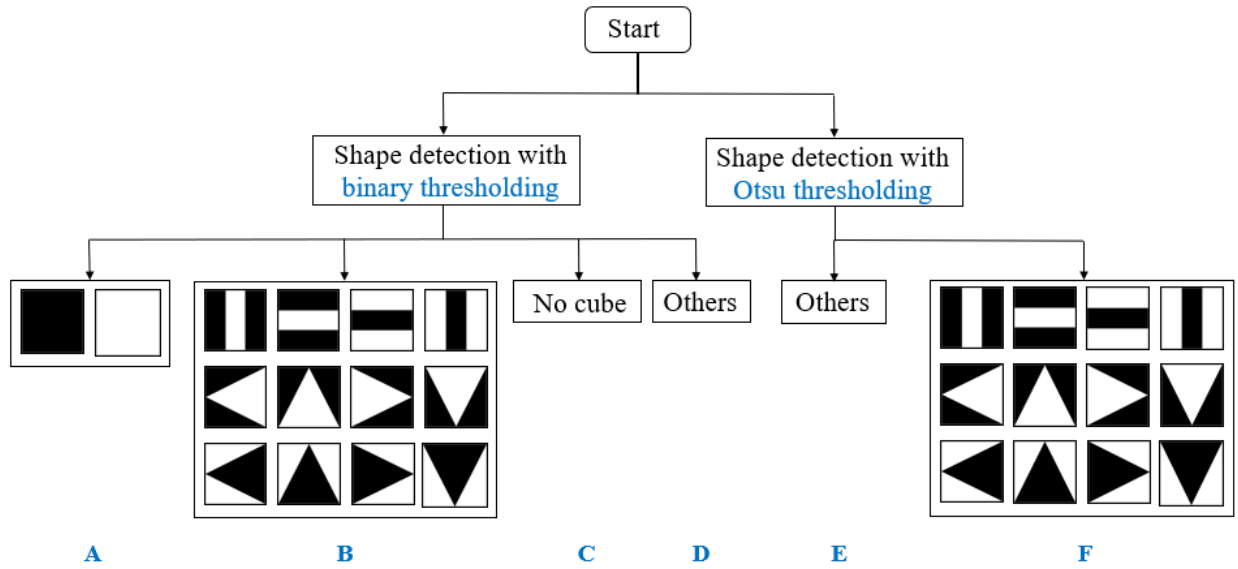 Start
Shape detection with
binary thresholding
Shape detection with
Otsu thresholding
No cube
Others
Others
A
B
C
D
E
F